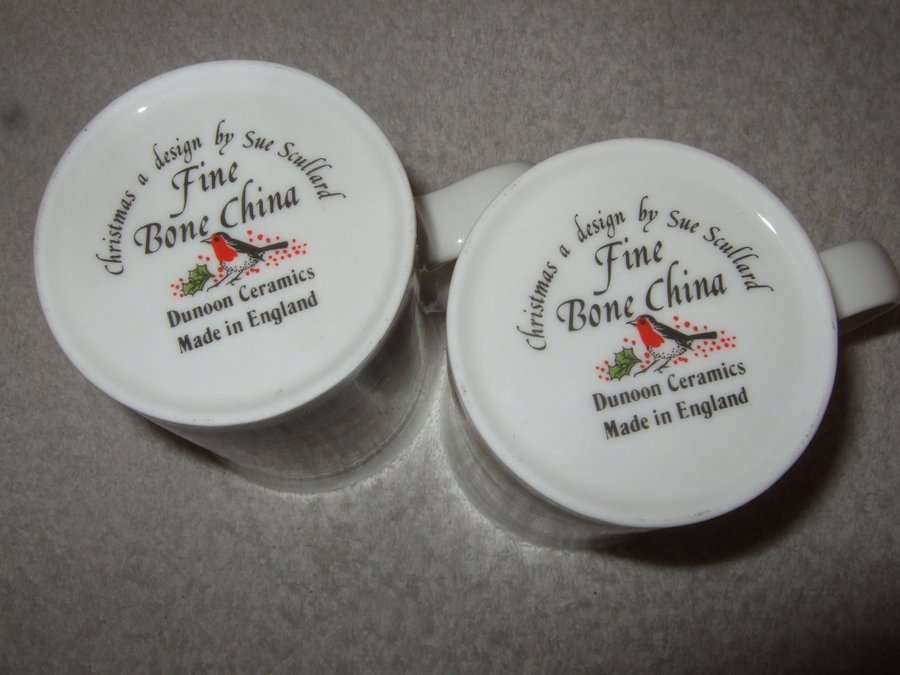 Christmas a design by Sue Scullard
Fine
Bone China
Dunoon Ceramics
Made in England
Christmas a design by Sue Scullard
Fine
Bone China
Dunoon Ceramics
Made in England